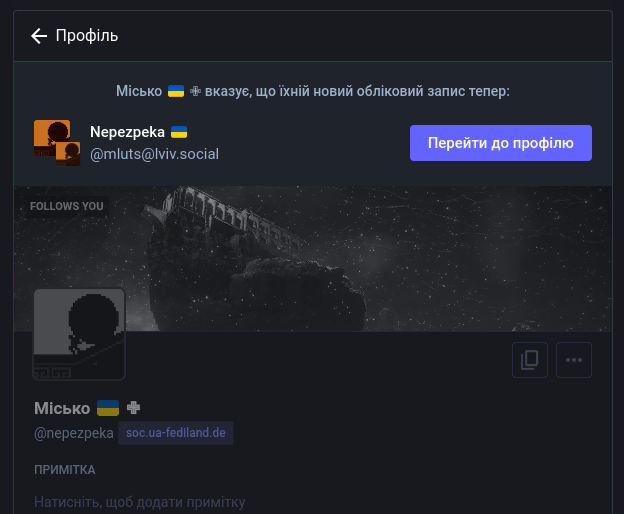 Профіль
Місько 🇺🇦 ✙ вказує, що їхній новий обліковий запис тепер:
Nepezpeka 🇺🇦
@mluts@lviv.social
Перейти до профілю
FOLLOWS YOU
Місько 🇺🇦 ✙
@nepezpeka soc.ua-fediland.de
ПРИМІТКА
Натисніть, щоб додати примітку